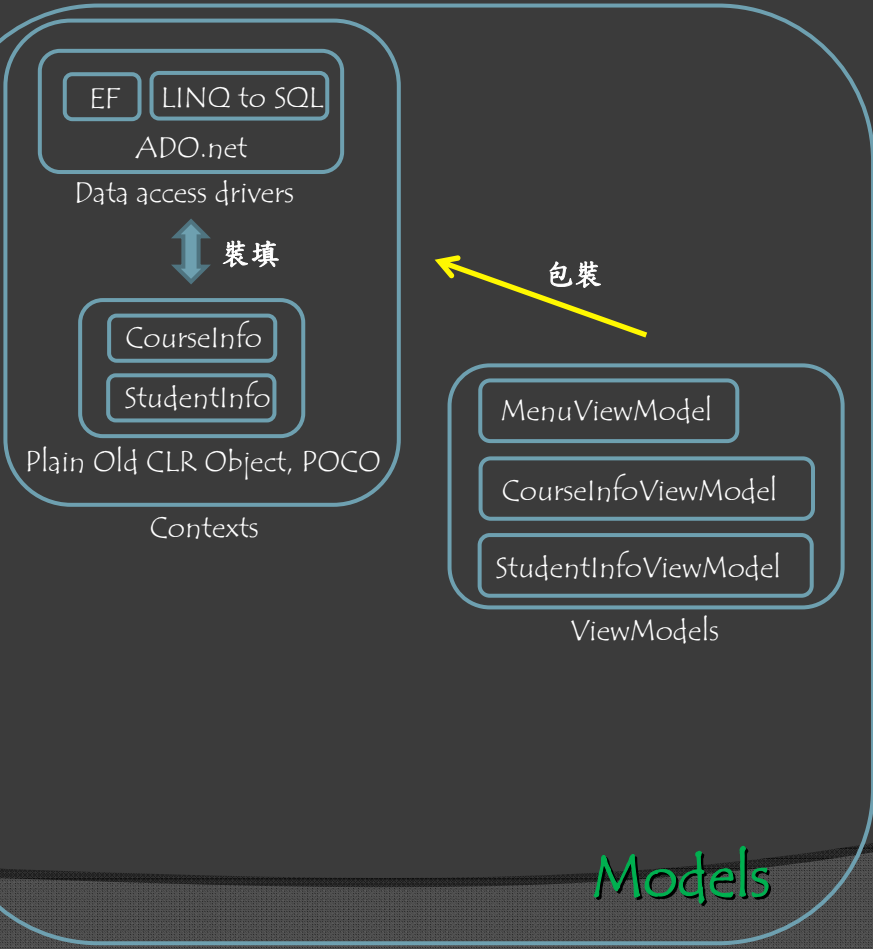 EF
LINQ to SQL
ADO.net
Data access drivers
裝填
CourseInfo
StudentInfo
Plain Old CLR Object, POCO
Contexts
包裝
MenuViewModel
CourseInfoViewModel
StudentInfoViewModel
ViewModels
Models